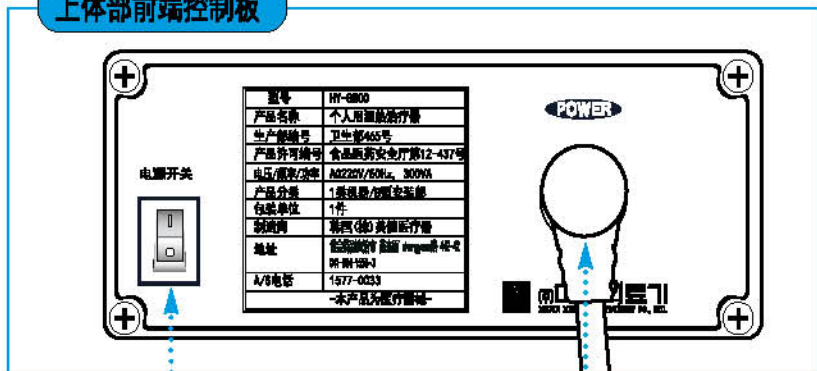 上体部前端控制板
电源开关
POWER
型号 HY-
产品名称 个人用温热治疗器
生产部编号 卫生部465号
产品许可编号 食品医药安全厅第12-437号
电压/频率/功率 AC220V/60Hz, 300VA
产品分类 1类机器/B型安装部
包装单位 1件
制造商 韩国(株) 医疗器
地址
A/S电话 1577-0033
-本产品为医疗器械-